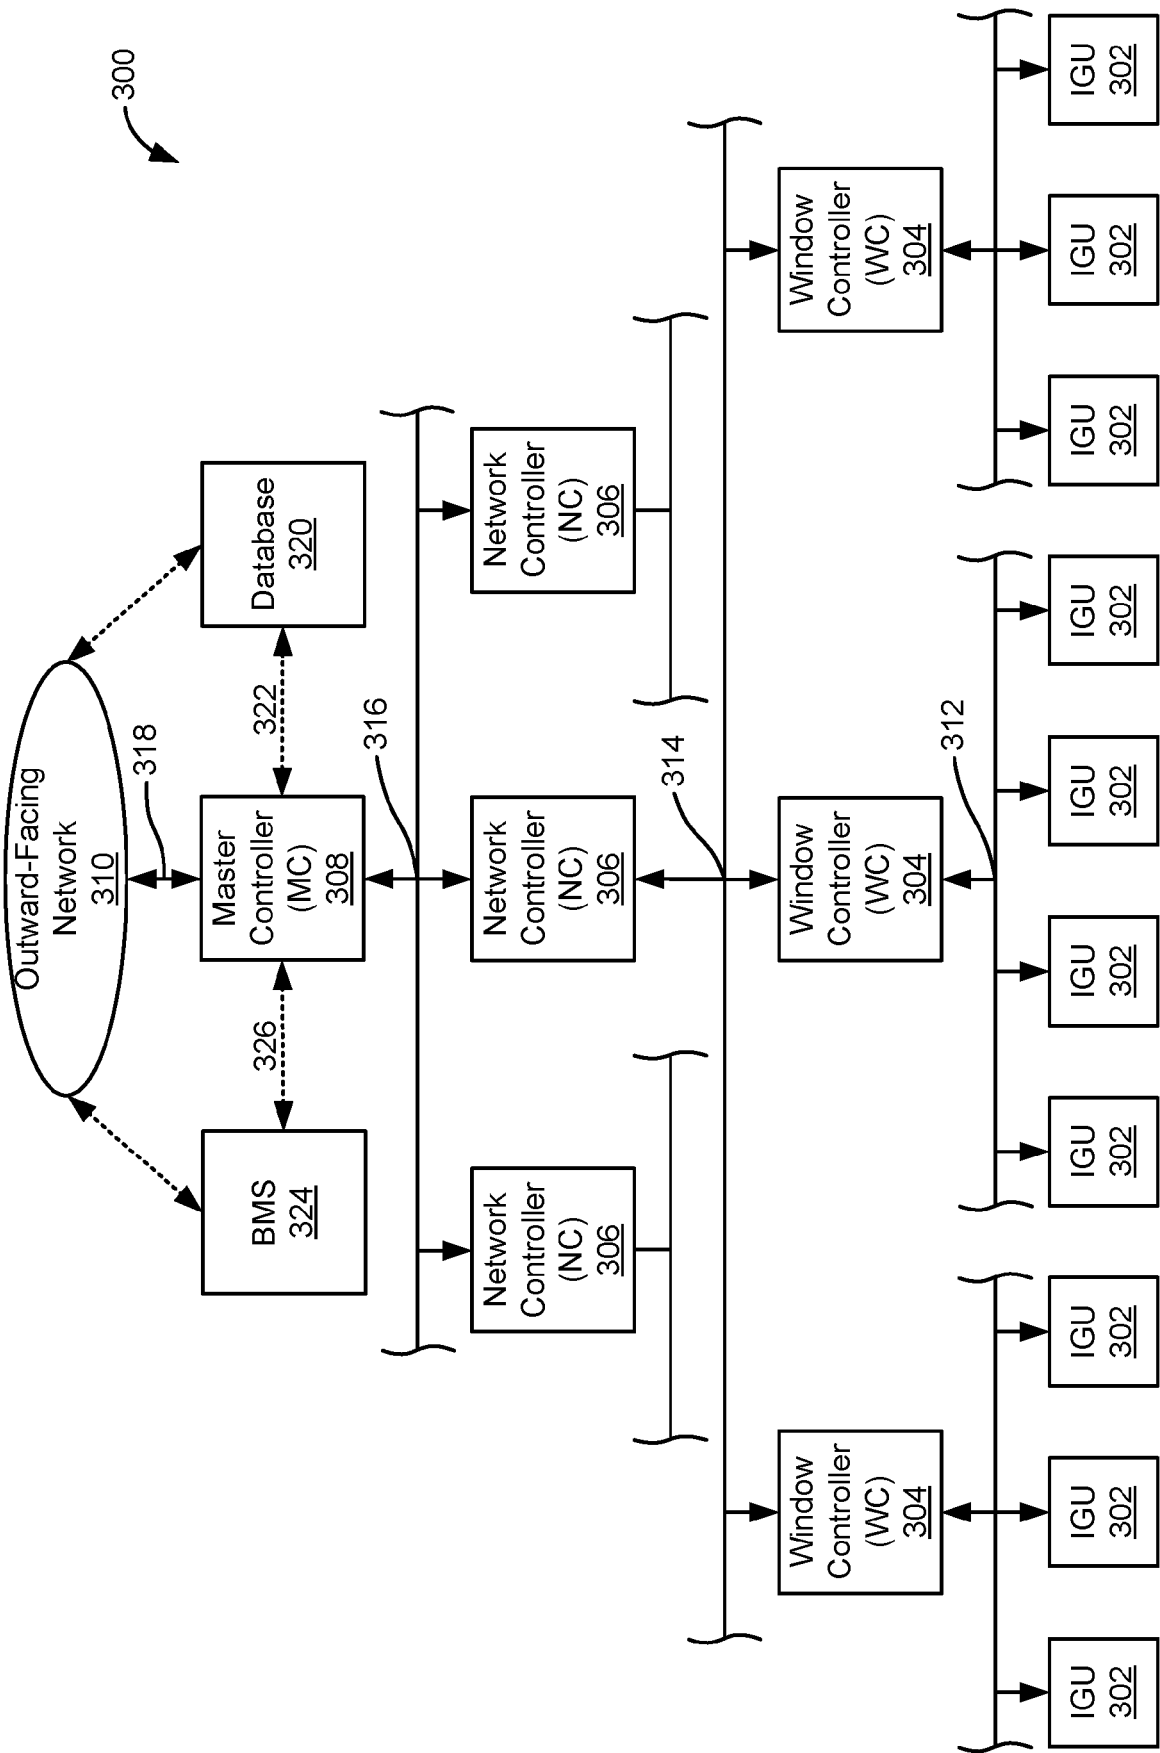 300
Outward-Facing
Network
310
318
BMS
324
326
Master
Controller
(MC)
308
322
Database
320
316
Network
Controller
(NC)
306
Network
Controller
(NC)
306
Network
Controller
(NC)
306
314
Window
Controller
(WC)
304
Window
Controller
(WC)
304
Window
Controller
(WC)
304
312
IGU
302
IGU
302
IGU
302
IGU
302
IGU
302
IGU
302
IGU
302
IGU
302
IGU
302
IGU
302